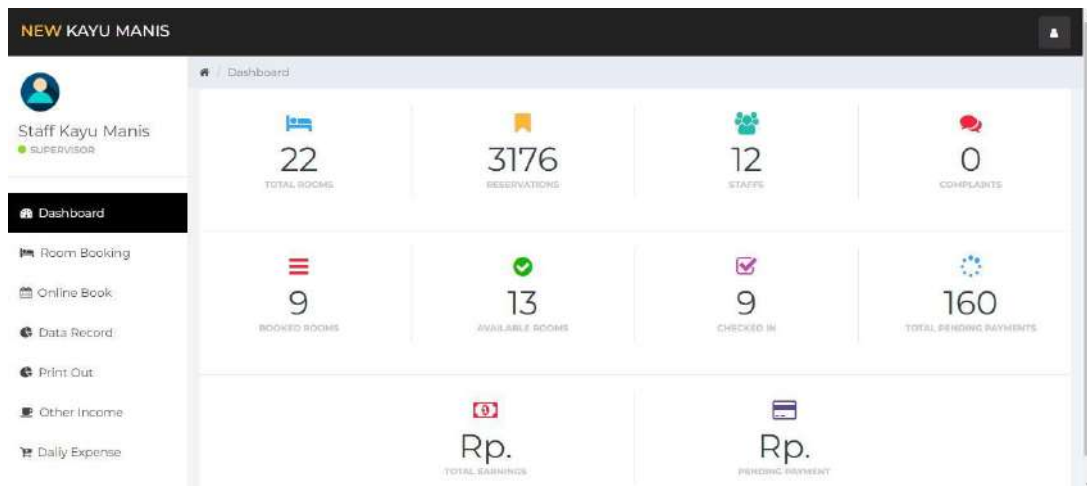 NEW KAYU MANIS
Dashboard
Staff Kayu Manis
SUPERVISOR
Dashboard
Room Booking
Online Book
Data Record
Print Out
Other Income
Daily Expense
22
TOTAL ROOMS
3176
RESERVATIONS
12
STAFFS
0
COMPLAINTS
9
BOOKED ROOMS
13
AVAILABLE ROOMS
9
CHECKED IN
160
TOTAL PENDING PAYMENTS
Rp.
TOTAL EARNINGS
Rp.
PENDING PAYMENT